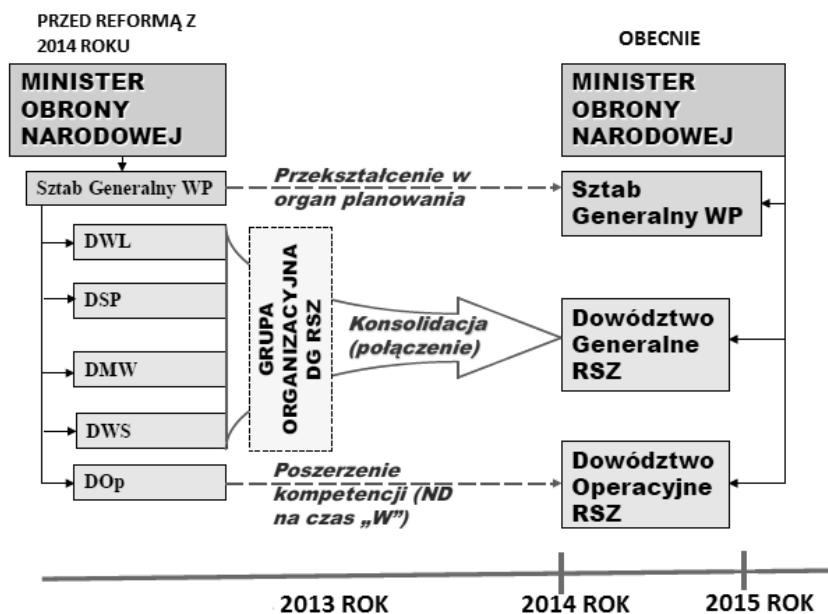 PRZED REFORMĄ Z
2014 ROKU
MINISTER
OBRONY
NARODOWEJ
Sztab Generalny WP
DWL
DSP
DMW
DWS
DOp
Przekształcenie w
organ planowania
GRUPA
ORGANIZACYJNA
DG RSZ
Konsolidacja
(połączenie)
Poszerzenie
kompetencji (ND
na czas „W”)
OBECNIE
MINISTER
OBRONY
NARODOWEJ
Sztab
Generalny WP
Dowództwo
Generalne
RSZ
Dowództwo
Operacyjne
RSZ
2013 ROK
2014 ROK
2015 ROK